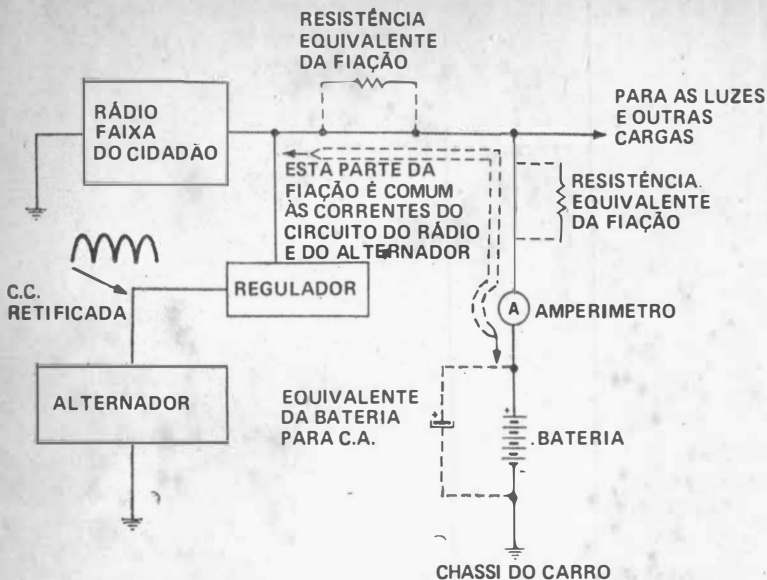 RESISTÊNCIA
EQUIVALENTE
DA FIAÇÃO
RÁDIO
FAIXA
DO CIDADÃO
PARA AS LUZES
E OUTRAS
CARGAS
ESTA PARTE DA
FIAÇÃO É COMUM
ÀS CORRENTES DO
CIRCUITO DO RÁDIO
E DO ALTERNADOR
RESISTÊNCIA
EQUIVALENTE
DA FIAÇÃO
C.C.
RETIFICADA
REGULADOR
A
AMPERIMETRO
ALTERNADOR
EQUIVALENTE
DA BATERIA
PARA C.A.
+
+
BATERIA
CHASSI DO CARRO